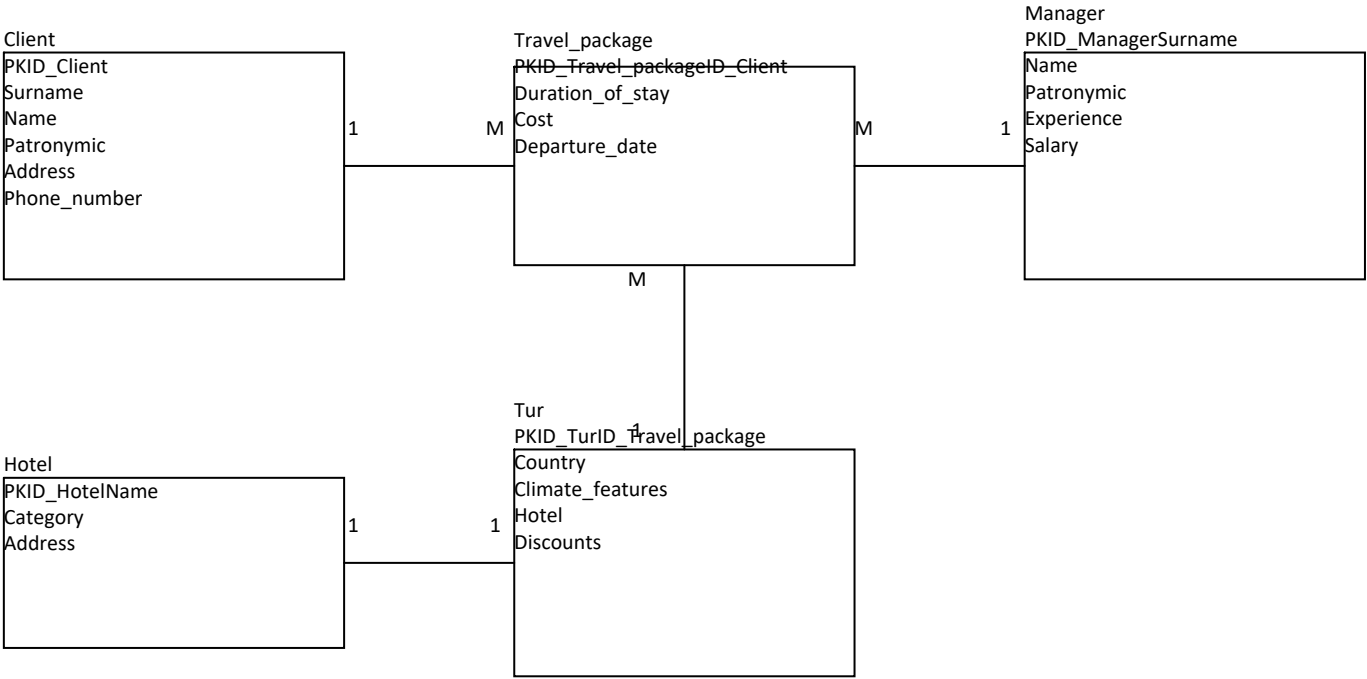 Client
PKID_Client
Surname
Name
Patronymic
Address
Phone_number
1
M
Travel_package
PKID_Travel_packageID_Client
Duration_of_stay
Cost
Departure_date
M
1
Manager
PKID_ManagerSurname
Name
Patronymic
Experience
Salary
M
1
Hotel
PKID_HotelName
Category
Address
1
1
Tur
PKID_TurID_Travel_package
Country
Climate_features
Hotel
Discounts